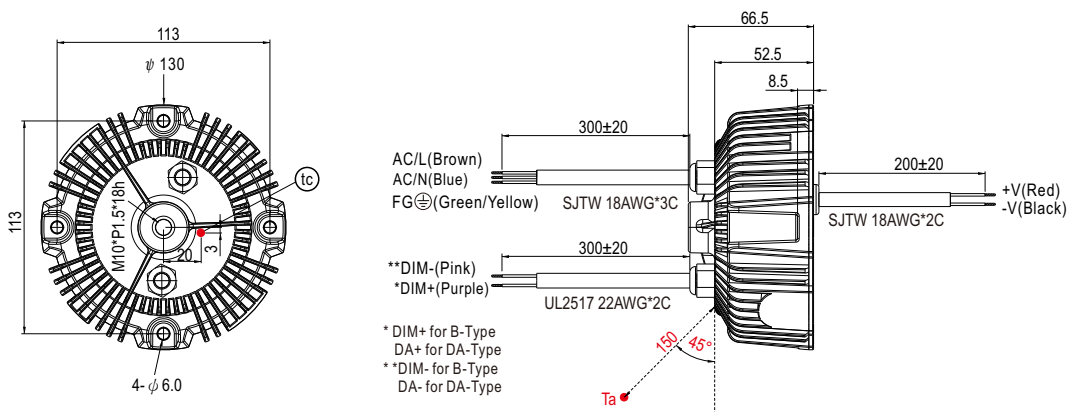 113
ψ 130
113
M10*P1.5*18h
tc
20
3
4- ϕ 6.0
66.5
52.5
8.5
300±20
AC/L(Brown)
AC/N(Blue)
FG⏚(Green/Yellow)
SJTW 18AWG*3C
200±20
+V(Red)
-V(Black)
SJTW 18AWG*2C
300±20
**DIM-(Pink)
*DIM+(Purple)
UL2517 22AWG*2C
* DIM+ for B-Type
DA+ for DA-Type
* *DIM- for B-Type
DA- for DA-Type
150
45°
Ta